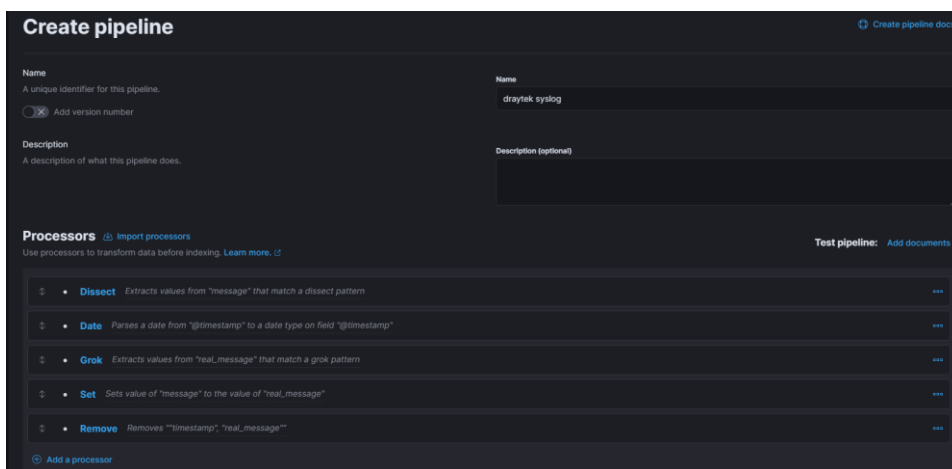 Create pipeline
Create pipeline docs
Name
A unique identifier for this pipeline.
Add version number
Name
draytek syslog
Description
A description of what this pipeline does.
Description (optional)
Processors Import processors
Use processors to transform data before indexing. Learn more.
Test pipeline: Add documents
Dissect Extracts values from "message" that match a dissect pattern
Date Parses a date from "@timestamp" to a date type on field "@timestamp"
Grok Extracts values from "real_message" that match a grok pattern
Set Sets value of "message" to the value of "real_message"
Remove Removes ""timestamp", "real_message""
Add a processor